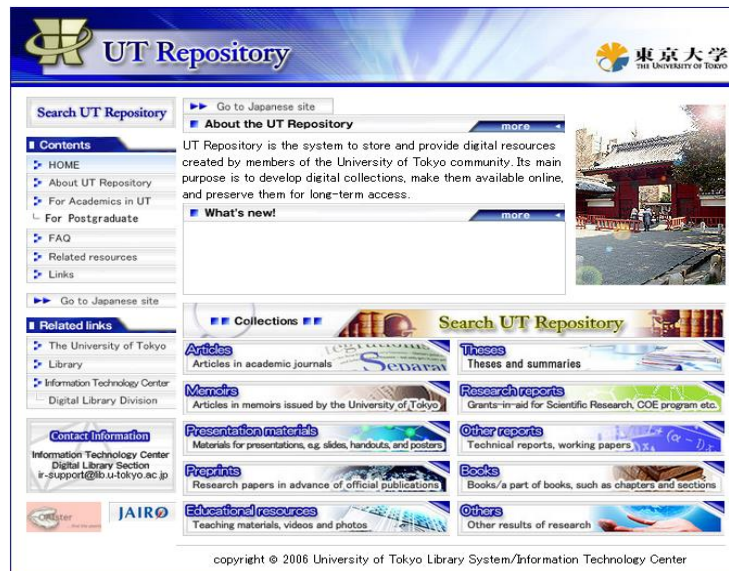 UT Repository
東京大学
THE UNIVERSITY OF TOKYO
Search UT Repository
Contents
HOME
About UT Repository
For Academics in UT
For Postgraduate
FAQ
Related resources
Links
Go to Japanese site
Related links
The University of Tokyo
Library
Information Technology Center
Digital Library Division
Contact Information
Information Technology Center
Digital Library Section
ir-support@lib.u-tokyo.ac.jp
JAIRO
Go to Japanese site
About the UT Repository more
UT Repository is the system to store and provide digital resources
created by members of the University of Tokyo community. Its main
purpose is to develop digital collections, make them available online,
and preserve them for long-term access.
What's new! more
Collections
Search UT Repository
Articles
Articles in academic journals
Separat
Theses
Theses and summaries
Memoirs
Articles in memoirs issued by the University of Tokyo
Research reports
Grants-in-aid for Scientific Research, COE program etc.
Presentation materials
Materials for presentations, e.g. slides, handouts, and posters
Other reports
Technical reports, working papers
Preprints
Research papers in advance of official publications
Books
Books/a part of books, such as chapters and sections
Educational resources
Teaching materials, videos and photos
Others
Other results of research
copyright © 2006 University of Tokyo Library System/Information Technology Center